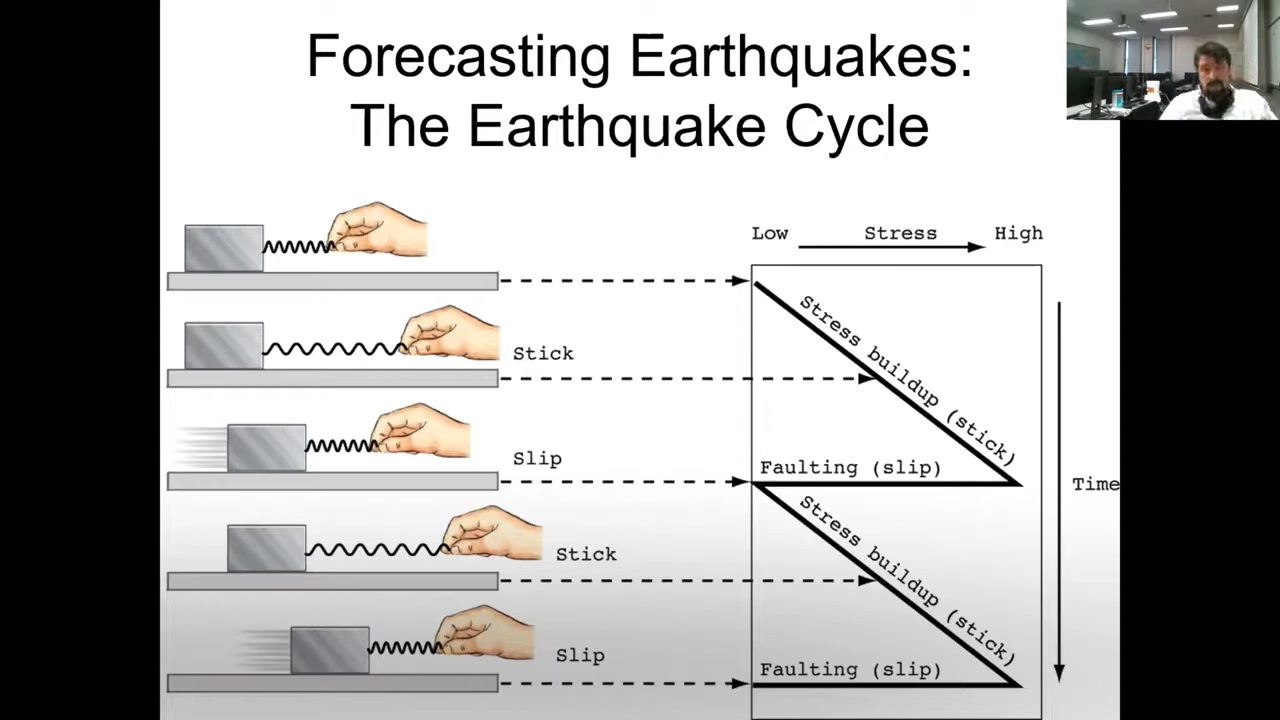 Forecasting Earthquakes:
The Earthquake Cycle
Low Stress High
Stress buildup (stick)
Stick
Faulting (slip)
Slip
Time
Stress buildup (stick)
Stick
Faulting (slip)
Slip